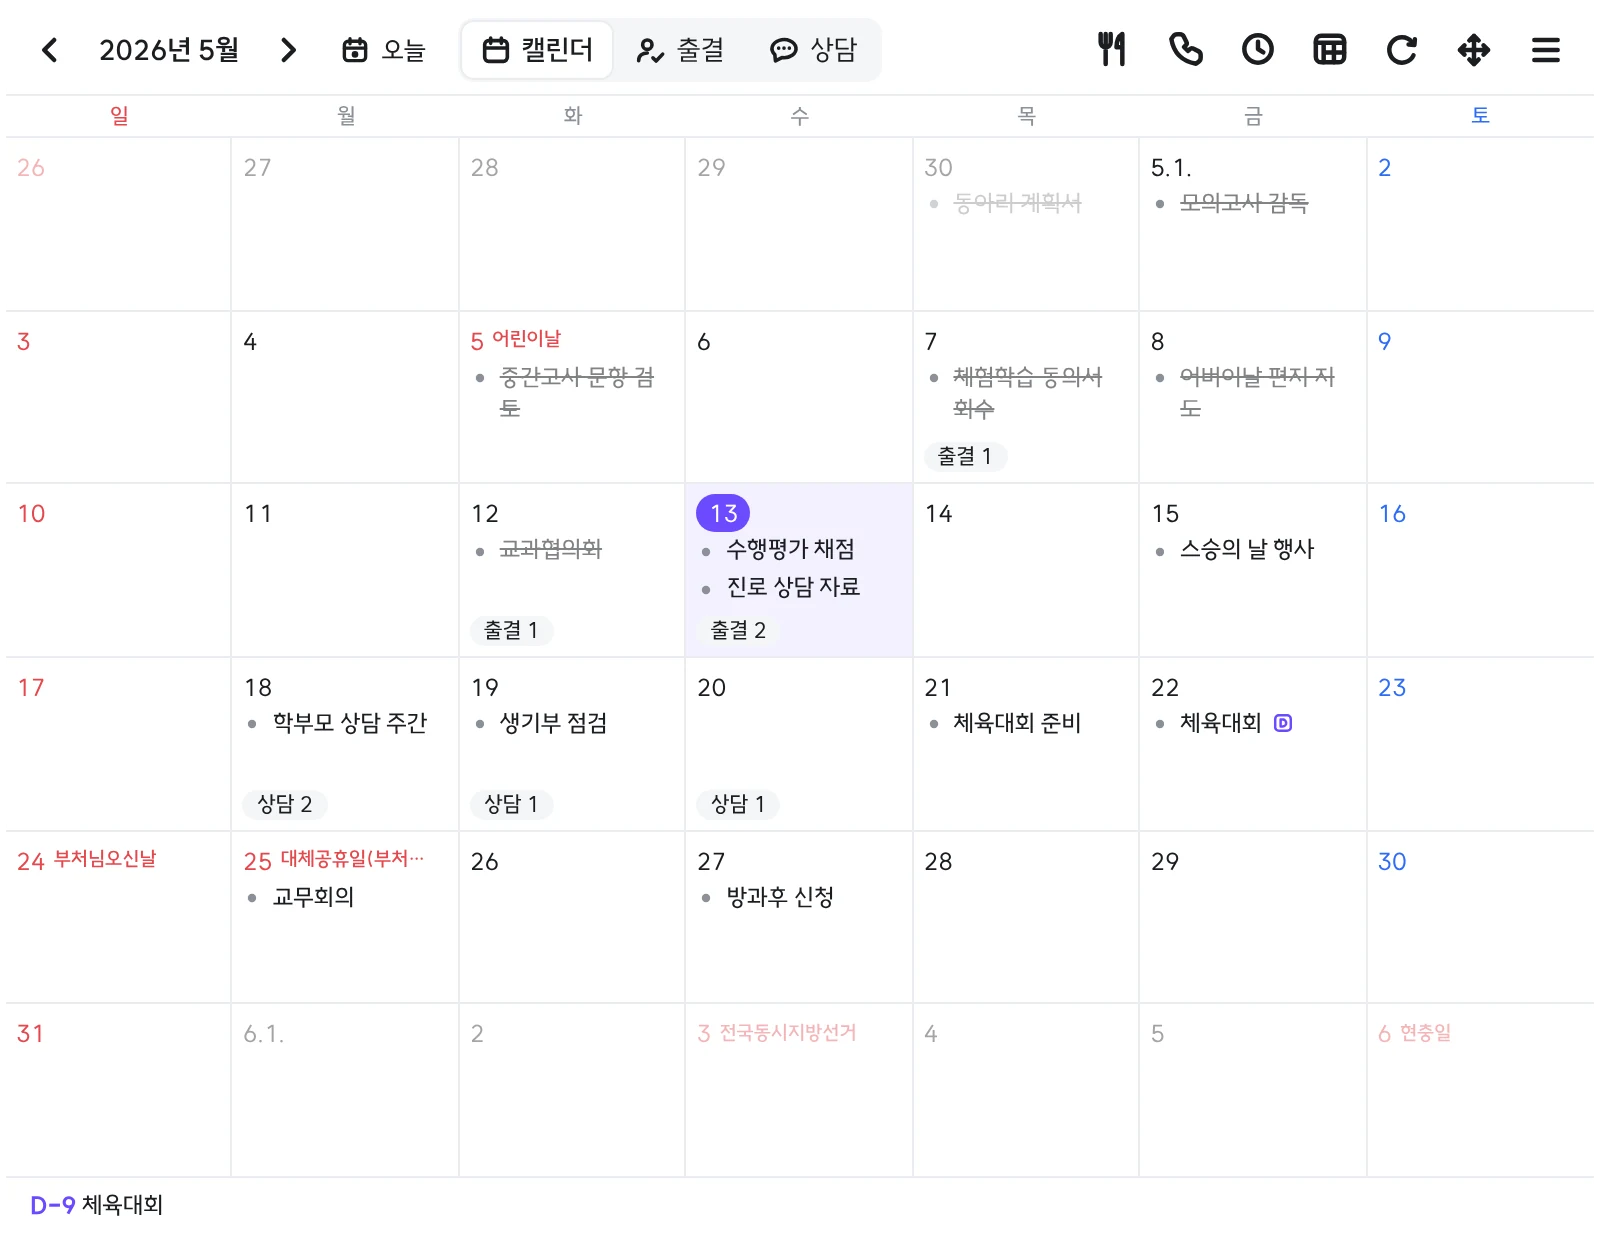 2026년 5월 오늘 캘린더 출결 상담
일 월 화 수 목 금 토
26 27 28 29 30 5.1. 2
동아리 계획서 모의고사 감독
3 4 5 어린이날 6 7 8 9
중간고사 문항 검 체험학습 동의서 어버이날 편지 지
토 회수 도
출결 1
10 11 12 13 14 15 16
교과협의회 수행평가 채점 스승의 날 행사
진로 상담 자료
출결 1 출결 2
17 18 19 20 21 22 23
학부모 상담 주간 생기부 점검 체육대회 준비 체육대회 D
상담 2 상담 1 상담 1
24 부처님오신날 25 대체공휴일(부처… 26 27 28 29 30
교무회의 방과후 신청
31 6.1. 2 3 전국동시지방선거 4 5 6 현충일
D-9 체육대회